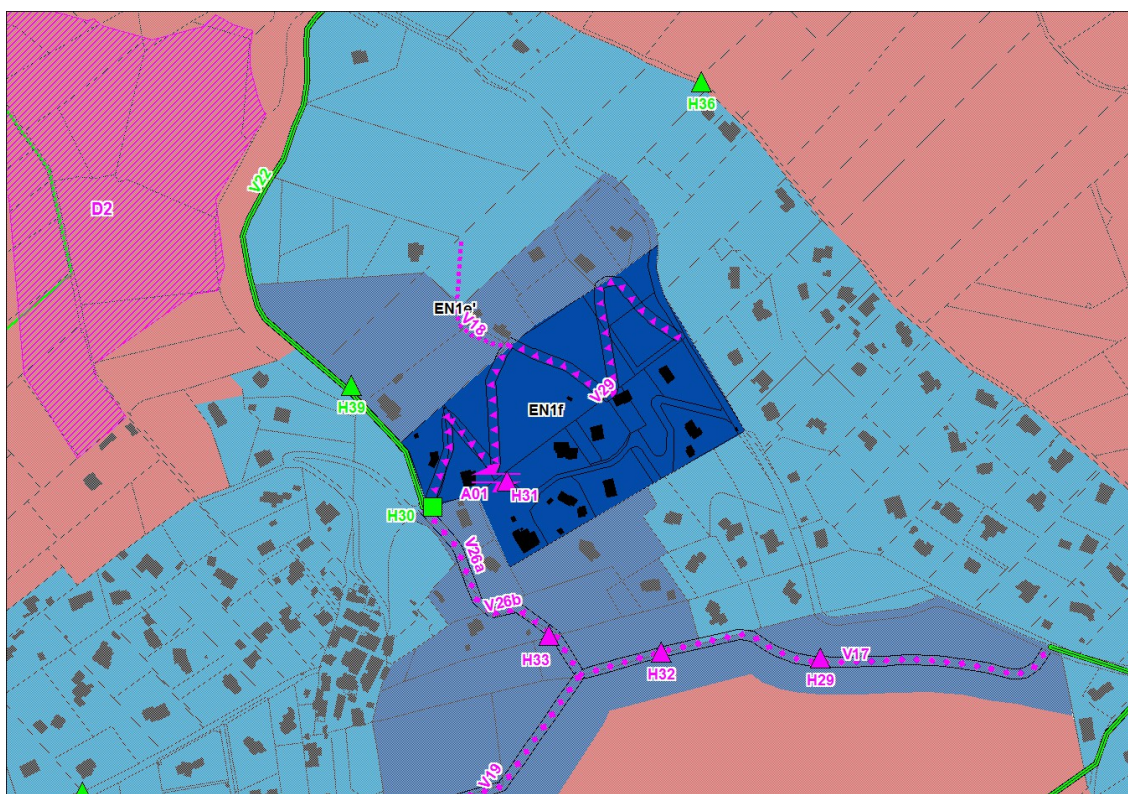 H36
V22
D2
EN1e'
V18
V29
H39
EN1f
A01
H31
H30
V26a
V26b
H33
H32
V17
H29
V19